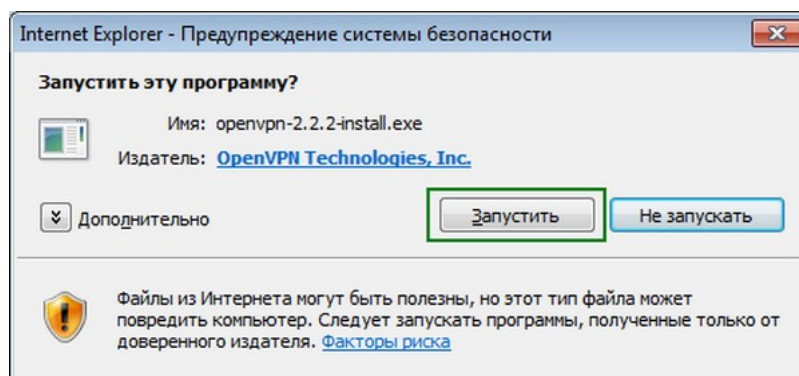 Internet Explorer - Предупреждение системы безопасности
Запустить эту программу?
Имя: openvpn-2.2.2-install.exe
Издатель: OpenVPN Technologies, Inc.
Дополнительно
Запустить
Не запускать
Файлы из Интернета могут быть полезны, но этот тип файла может
повредить компьютер. Следует запускать программы, полученные только от
доверенного издателя. Факторы риска